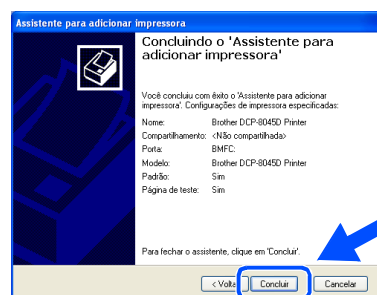 Assistente para adicionar impressora
Concluindo o 'Assistente para
adicionar impressora'
Você concluiu com êxito o 'Assistente para adicionar
impressora'. Configurações de impressora especificadas:
Nome: Brother DCP-8045D Printer
Compartilhamento: <Não compartilhada>
Porta: BMFC:
Modelo: Brother DCP-8045D Printer
Padrão: Sim
Página de teste: Sim
Para fechar o assistente, clique em 'Concluir'.
< Volta Concluir Cancelar